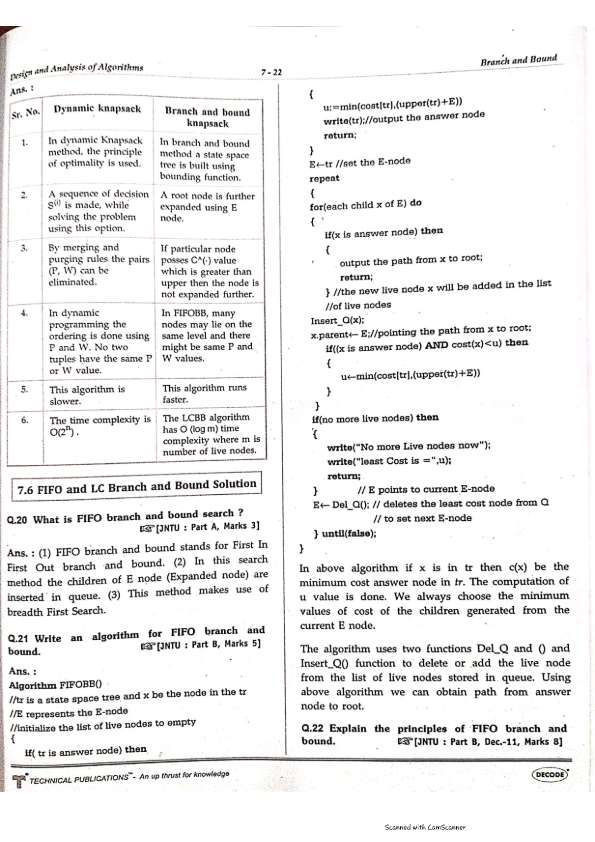 Design and Analysis of Algorithms
7 - 22
Branch and Bound
Ans. :
Sr. No.
Dynamic knapsack
Branch and bound
knapsack
1.
In dynamic Knapsack
method, the principle
of optimality is used.
In branch and bound
method a state space
tree is built using
bounding function.
2.
A sequence of decision
S(i) is made, while
solving the problem
using this option.
A root node is further
expanded using E
node.
3.
By merging and
purging rules the pairs
(P, W) can be
eliminated.
If particular node
posses C^(·) value
which is greater than
upper then the node is
not expanded further.
4.
In dynamic
programming the
ordering is done using
P and W. No two
tuples have the same P
or W value.
In FIFOBB, many
nodes may lie on the
same level and there
might be same P and
W values.
5.
This algorithm is
slower.
This algorithm runs
faster.
6.
The time complexity is
O(2^n) .
The LCBB algorithm
has O (log m) time
complexity where m is
number of live nodes.
7.6 FIFO and LC Branch and Bound Solution
Q.20 What is FIFO branch and bound search ?
☞[JNTU : Part A, Marks 3]
Ans. : (1) FIFO branch and bound stands for First In
First Out branch and bound. (2) In this search
method the children of E node (Expanded node) are
inserted in queue. (3) This method makes use of
breadth First Search.
Q.21 Write an algorithm for FIFO branch and
bound. ☞[JNTU : Part B, Marks 5]
Ans. :
Algorithm FIFOBB()
//tr is a state space tree and x be the node in the tr
//E represents the E-node
//initialize the list of live nodes to empty
{
if( tr is answer node) then
{
u:=min(cost[tr],(upper(tr)+E))
write(tr);//output the answer node
return;
}
E←tr //set the E-node
repeat
{
for(each child x of E) do
{
if(x is answer node) then
{
output the path from x to root;
return;
} //the new live node x will be added in the list
//of live nodes
Insert_Q(x);
x.parent← E;//pointing the path from x to root;
if((x is answer node) AND cost(x)<u) then
{
u←min(cost[tr],(upper(tr)+E))
}
}
if(no more live nodes) then
{
write("No more Live nodes now");
write("least Cost is =",u);
return;
} // E points to current E-node
E← Del_Q(); // deletes the least cost node from Q
// to set next E-node
} until(false);
}
In above algorithm if x is in tr then c(x) be the
minimum cost answer node in tr. The computation of
u value is done. We always choose the minimum
values of cost of the children generated from the
current E node.
The algorithm uses two functions Del_Q and () and
Insert_Q() function to delete or add the live node
from the list of live nodes stored in queue. Using
above algorithm we can obtain path from answer
node to root.
Q.22 Explain the principles of FIFO branch and
bound. ☞[JNTU : Part B, Dec.-11, Marks 8]
TECHNICAL PUBLICATIONS™- An up thrust for knowledge
DECODE
Scanned with CamScanner